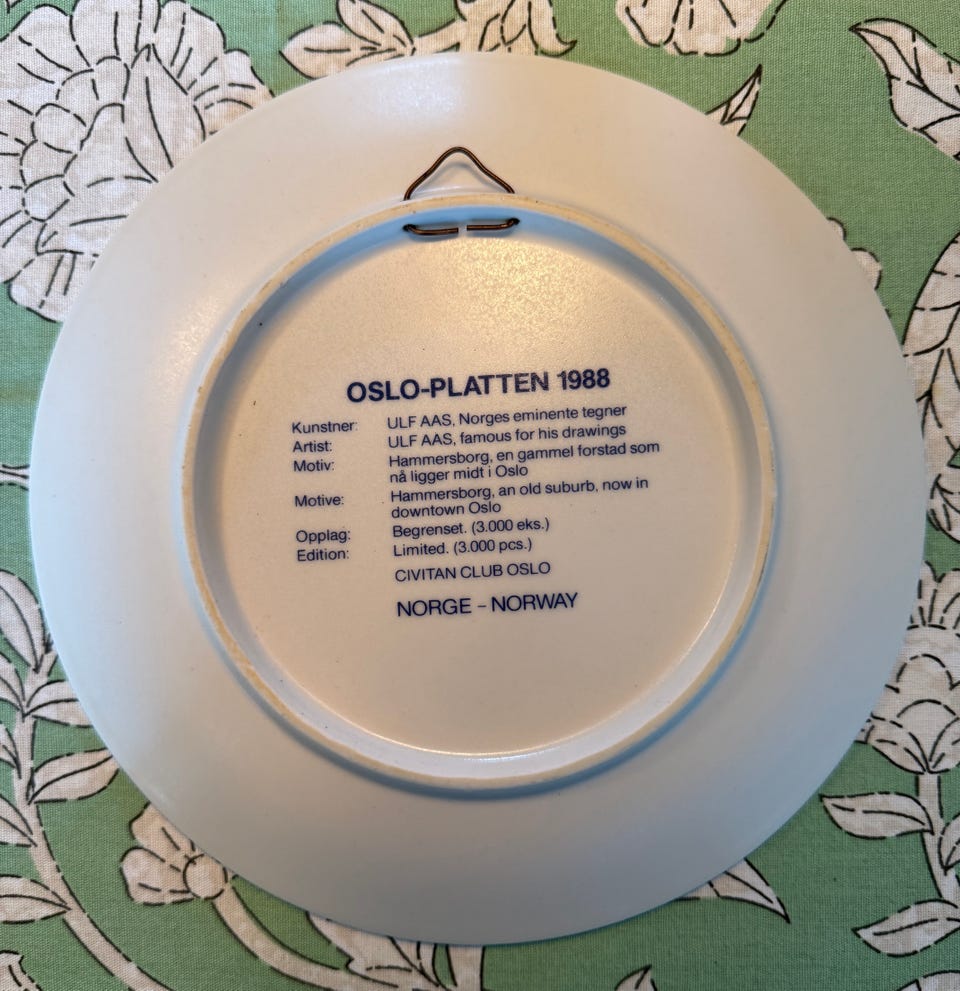 OSLO-PLATTEN 1988
Kunstner: ULF AAS, Norges eminente tegner
Artist: ULF AAS, famous for his drawings
Motiv: Hammersborg, en gammel forstad som
nå ligger midt i Oslo
Motive: Hammersborg, an old suburb, now in
downtown Oslo
Opplag: Begrenset. (3.000 eks.)
Edition: Limited. (3.000 pcs.)
CIVITAN CLUB OSLO
NORGE – NORWAY